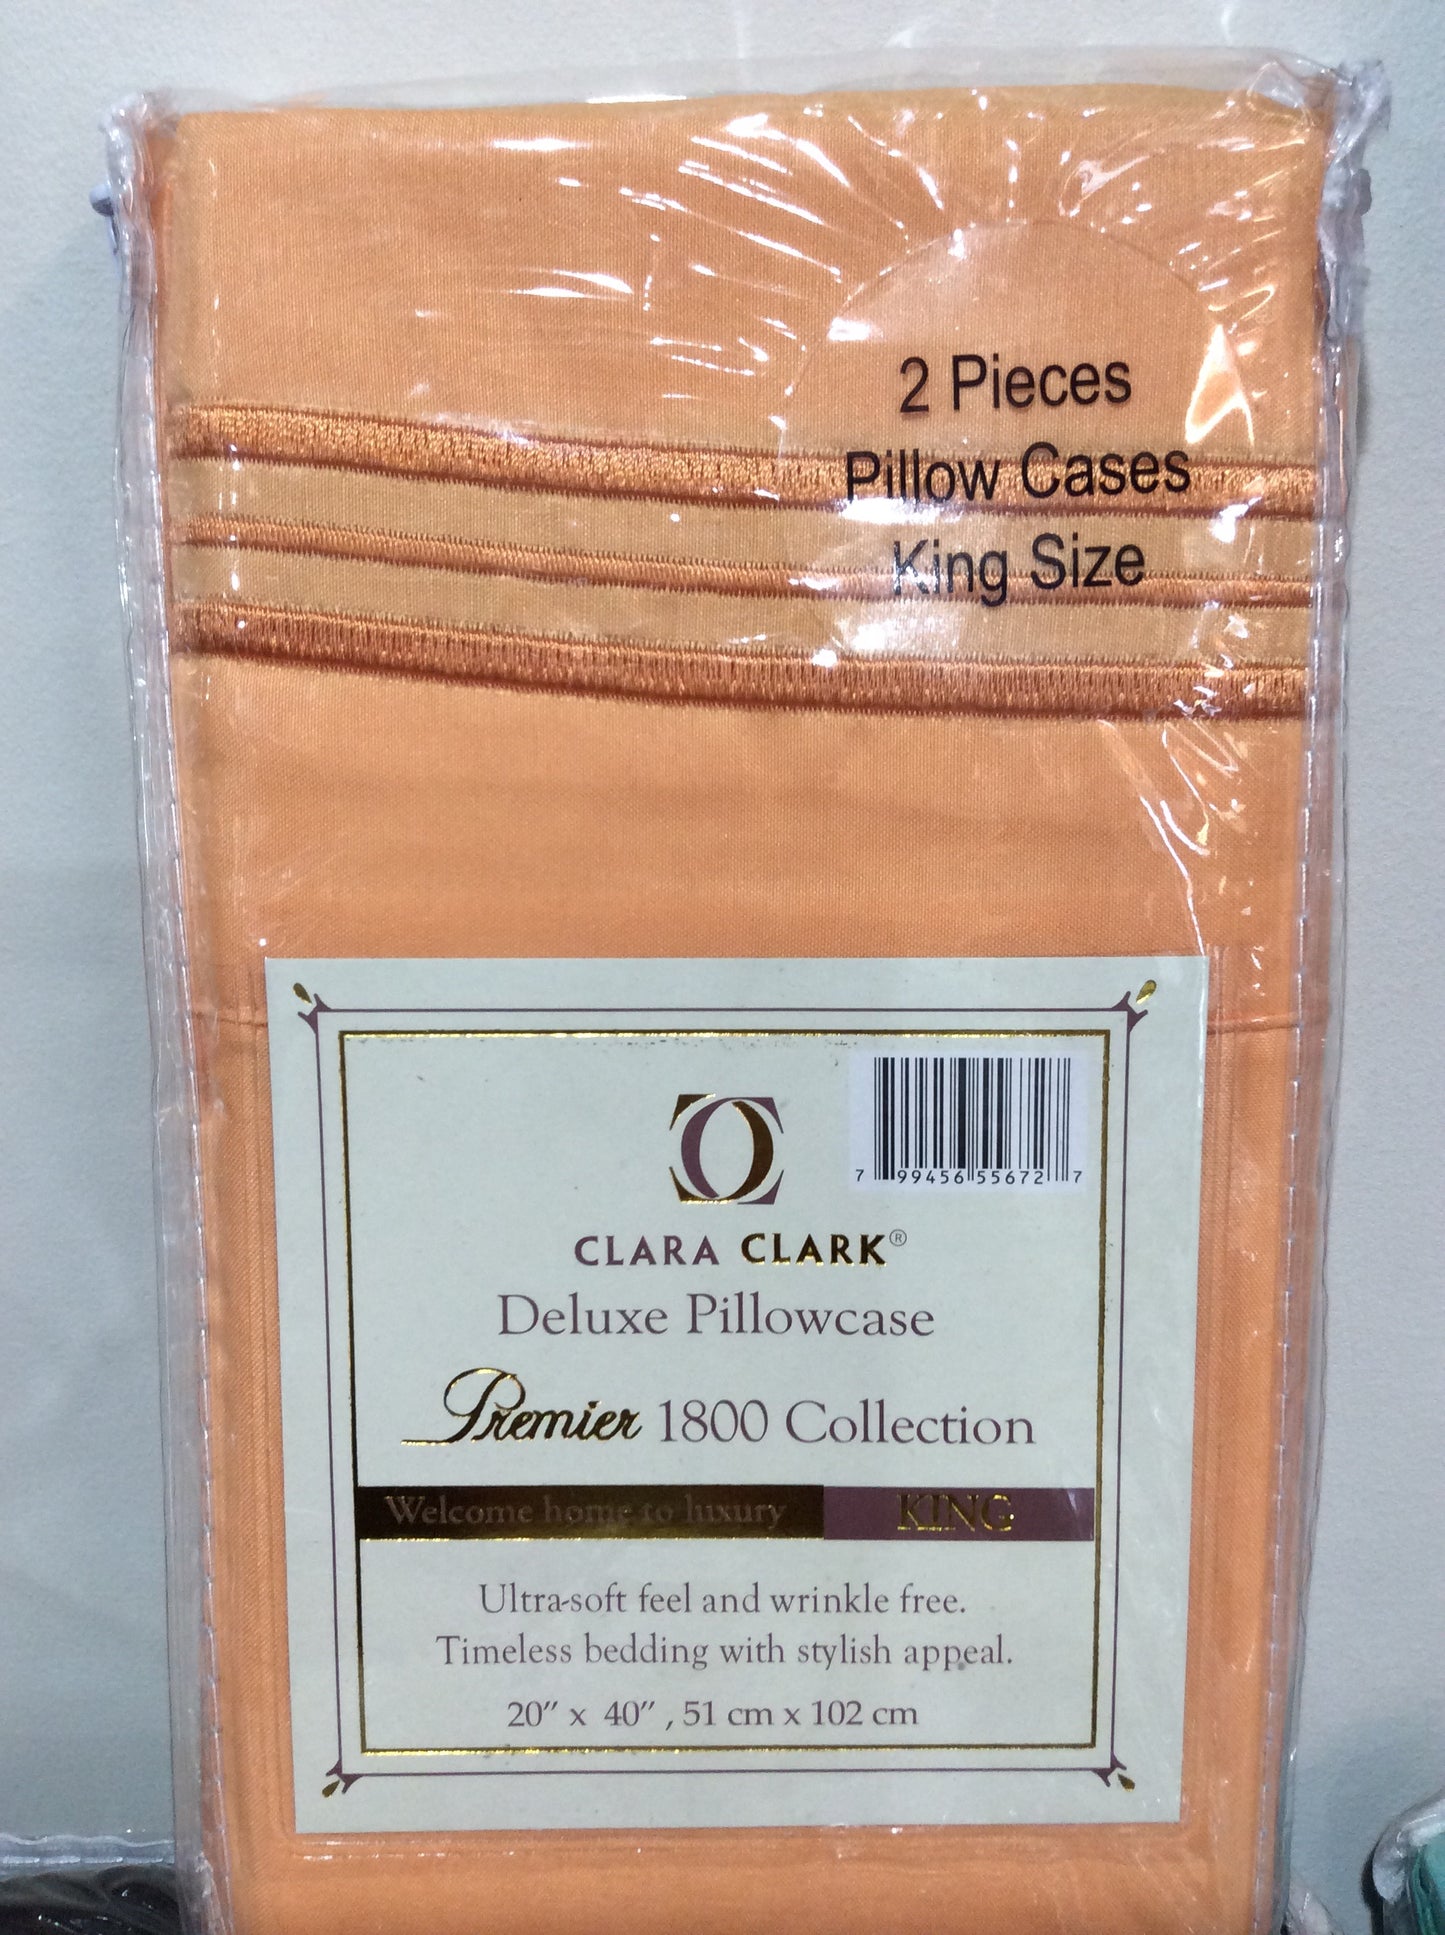 2 Pieces
Pillow Cases
King Size
7 99456 55672 7
CLARA CLARK®
Deluxe Pillowcase
Premier 1800 Collection
Welcome home to luxury KING
Ultra-soft feel and wrinkle free.
Timeless bedding with stylish appeal.
20" x 40" , 51 cm x 102 cm